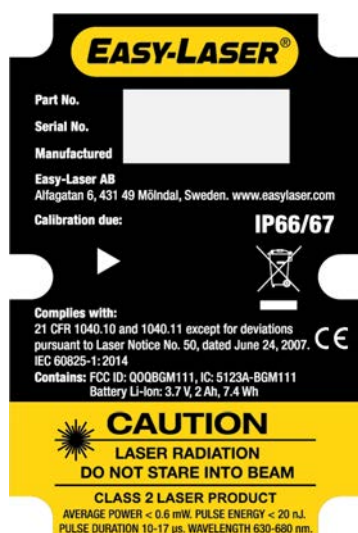 EASY-LASER®
Part No.
Serial No.
Manufactured
Easy-Laser AB
Alfagatan 6, 431 49 Mölndal, Sweden. www.easylaser.com
Calibration due:
IP66/67
Complies with:
21 CFR 1040.10 and 1040.11 except for deviations
pursuant to Laser Notice No. 50, dated June 24, 2007.
IEC 60825-1: 2014
CE
Contains: FCC ID: QOQBGM111, IC: 5123A-BGM111
Battery Li-Ion: 3.7 V, 2 Ah, 7.4 Wh
CAUTION
LASER RADIATION
DO NOT STARE INTO BEAM
CLASS 2 LASER PRODUCT
AVERAGE POWER < 0.6 mW. PULSE ENERGY < 20 nJ.
PULSE DURATION 10-17 µs. WAVELENGTH 630-680 nm.